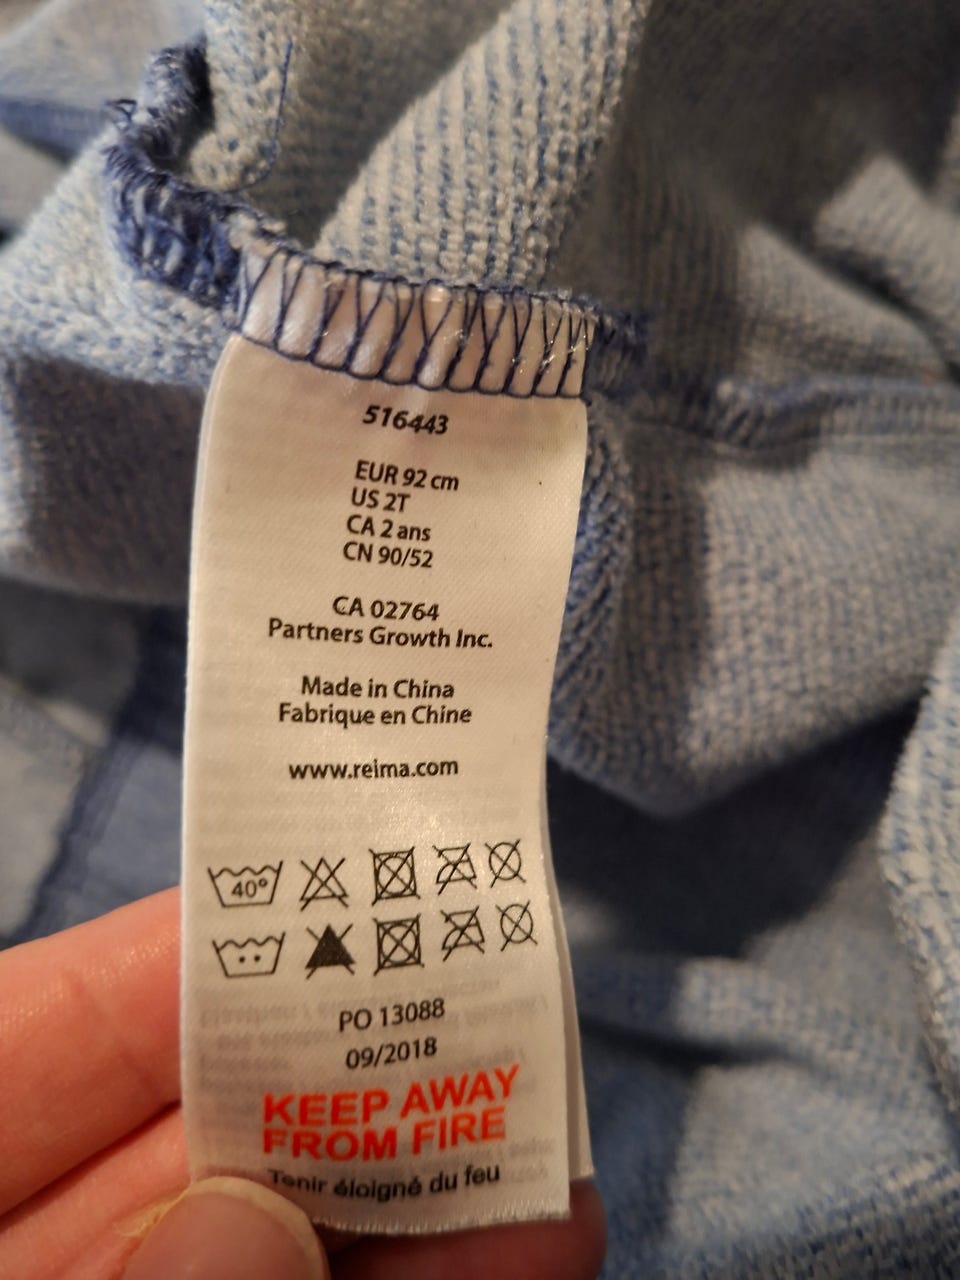 516443
EUR 92 cm
US 2T
CA 2 ans
CN 90/52
CA 02764
Partners Growth Inc.
Made in China
Fabrique en Chine
www.reima.com
40°
PO 13088
09/2018
KEEP AWAY
FROM FIRE
Tenir éloigné du feu